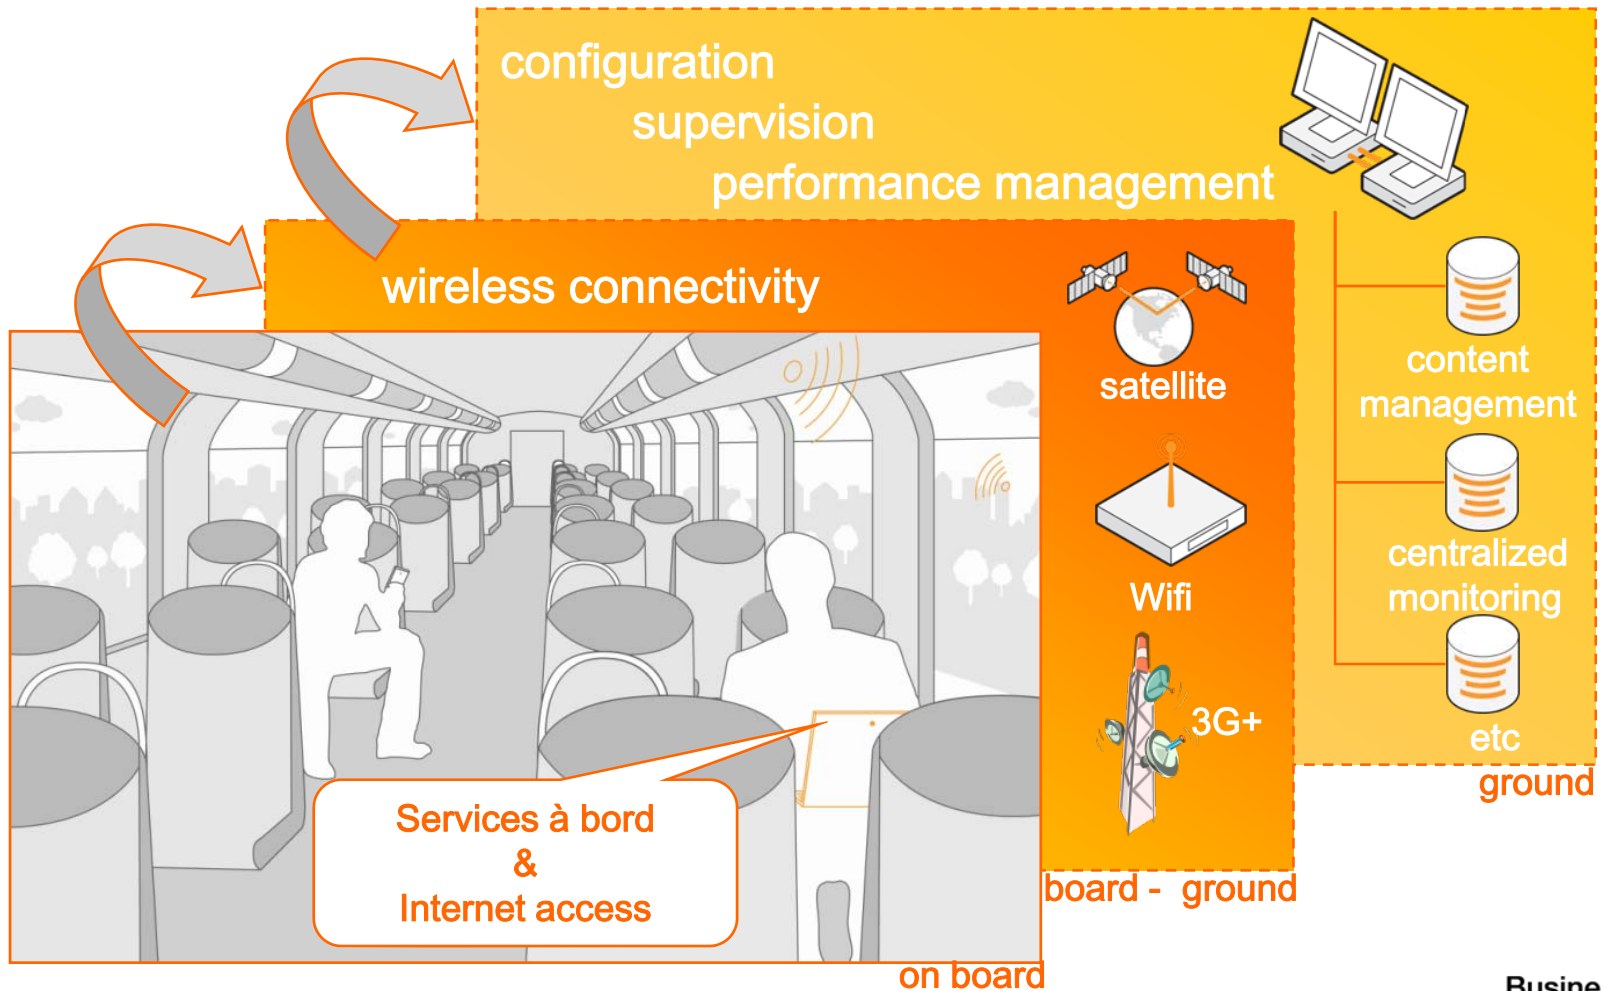 configuration
supervision
performance management
wireless connectivity
satellite
Wifi
3G+
content
management
centralized
monitoring
etc
ground
board - ground
Services à bord
&
Internet access
on board